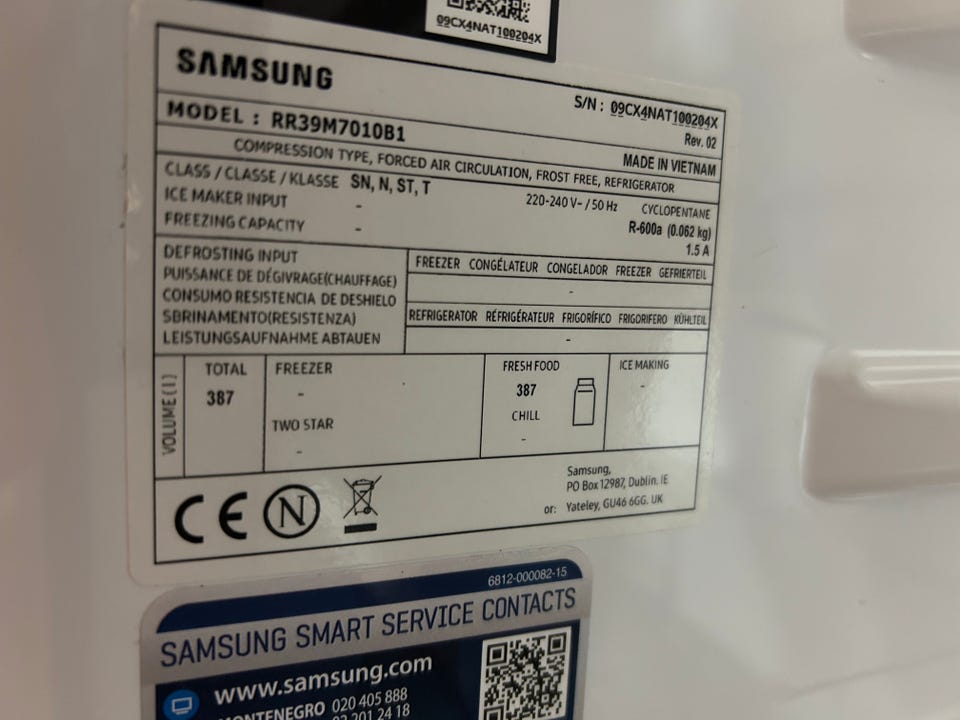 09CX4NAT100204X
SAMSUNG
S/N : 09CX4NAT100204X
Rev. 02
MODEL : RR39M7010B1
MADE IN VIETNAM
COMPRESSION TYPE, FORCED AIR CIRCULATION, FROST FREE, REFRIGERATOR
CLASS / CLASSE / KLASSE SN, N, ST, T
220-240 V~ / 50 Hz
CYCLOPENTANE
ICE MAKER INPUT -
R-600a (0.062 kg)
FREEZING CAPACITY -
1.5 A
DEFROSTING INPUT
PUISSANCE DE DÉGIVRAGE(CHAUFFAGE)
CONSUMO RESISTENCIA DE DESHIELO
SBRINAMENTO(RESISTENZA)
LEISTUNGSAUFNAHME ABTAUEN
FREEZER CONGÉLATEUR CONGELADOR FREEZER GEFRIERTEIL
-
REFRIGERATOR RÉFRIGÉRATEUR FRIGORÍFICO FRIGORIFERO KÜHLTEIL
-
VOLUME ( l )
TOTAL
387
FREEZER
-
TWO STAR
-
FRESH FOOD
387
CHILL
-
ICE MAKING
-
CE N
Samsung,
PO Box 12987, Dublin. IE
or: Yateley, GU46 6GG. UK
6812-000082-15
SAMSUNG SMART SERVICE CONTACTS
www.samsung.com
MONTENEGRO 020 405 888
201 24 18